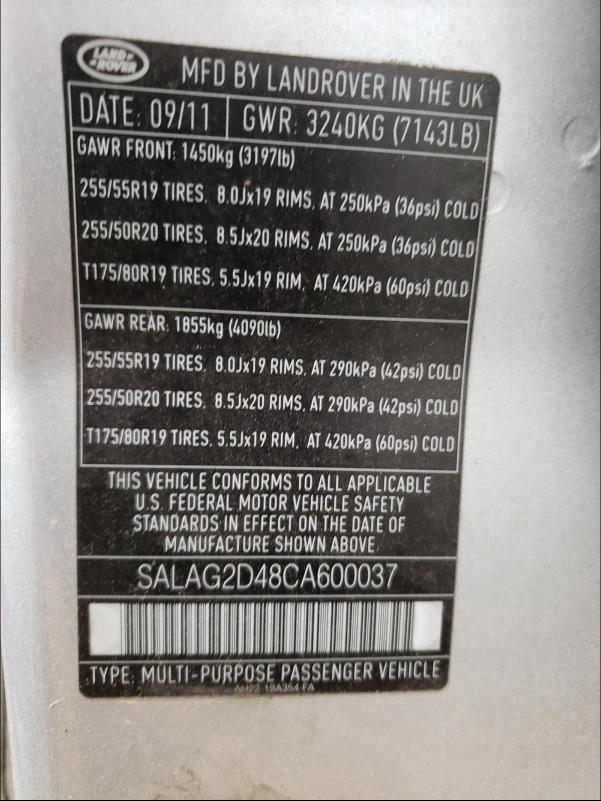 LAND ROVER
MFD BY LANDROVER IN THE UK
DATE: 09/11 GWR: 3240KG (7143LB)
GAWR FRONT: 1450kg (3197lb)
255/55R19 TIRES, 8.0Jx19 RIMS, AT 250kPa (36psi) COLD
255/50R20 TIRES, 8.5Jx20 RIMS, AT 250kPa (36psi) COLD
T175/80R19 TIRES, 5.5Jx19 RIM, AT 420kPa (60psi) COLD
GAWR REAR: 1855kg (4090lb)
255/55R19 TIRES, 8.0Jx19 RIMS, AT 290kPa (42psi) COLD
255/50R20 TIRES, 8.5Jx20 RIMS, AT 290kPa (42psi) COLD
T175/80R19 TIRES, 5.5Jx19 RIM, AT 420kPa (60psi) COLD
THIS VEHICLE CONFORMS TO ALL APPLICABLE
U.S. FEDERAL MOTOR VEHICLE SAFETY
STANDARDS IN EFFECT ON THE DATE OF
MANUFACTURE SHOWN ABOVE
SALAG2D48CA600037
TYPE: MULTI-PURPOSE PASSENGER VEHICLE